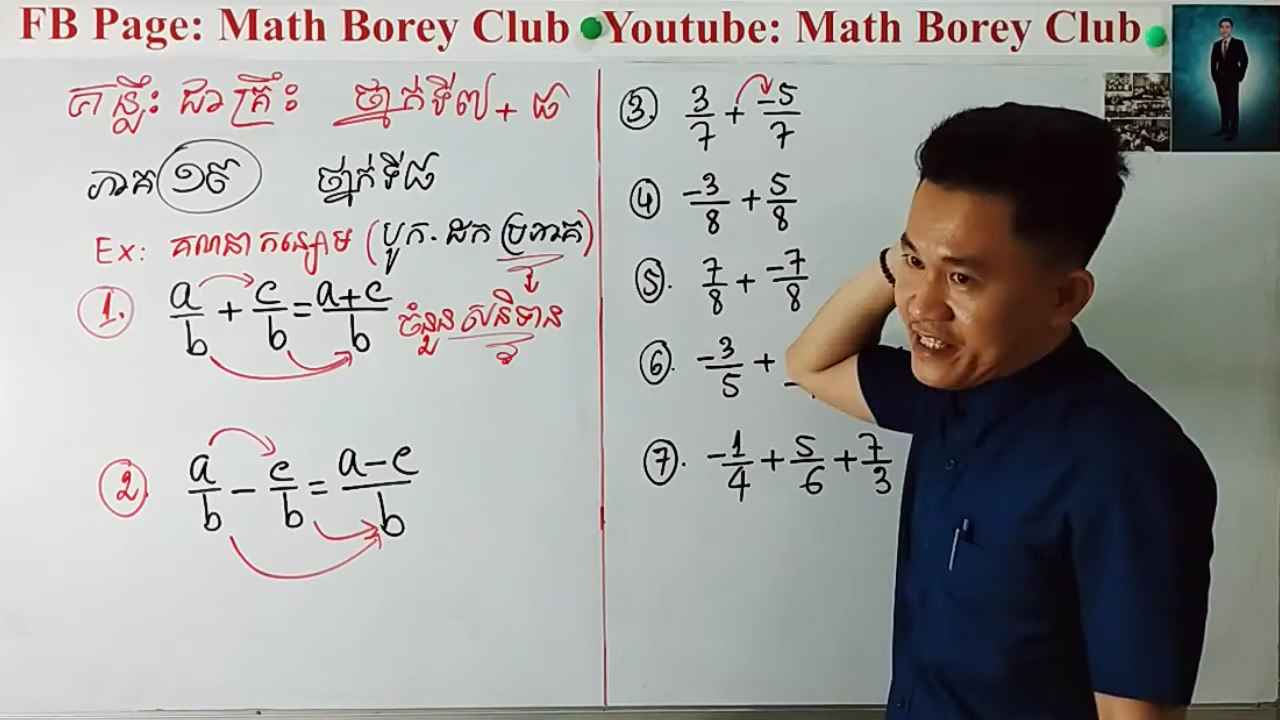 FB Page: Math Borey Club Youtube: Math Borey Club
គន្លឹះ ជាគ្រឹះ ថ្នាក់ទី៧+៨
ភាគ ១៩ ថ្នាក់ទី៨
Ex: គណនាកន្សោម (បូក-ដក ប្រភាគ)
1. a/b + c/b = a+c/b ចំនួនសនិទាន
2. a/b - c/b = a-c/b
3. 3/7 + -5/7
4 -3/8 + 5/8
5. 7/8 + -7/8
6. -3/5 +
7. -1/4 + 5/6 + 7/3